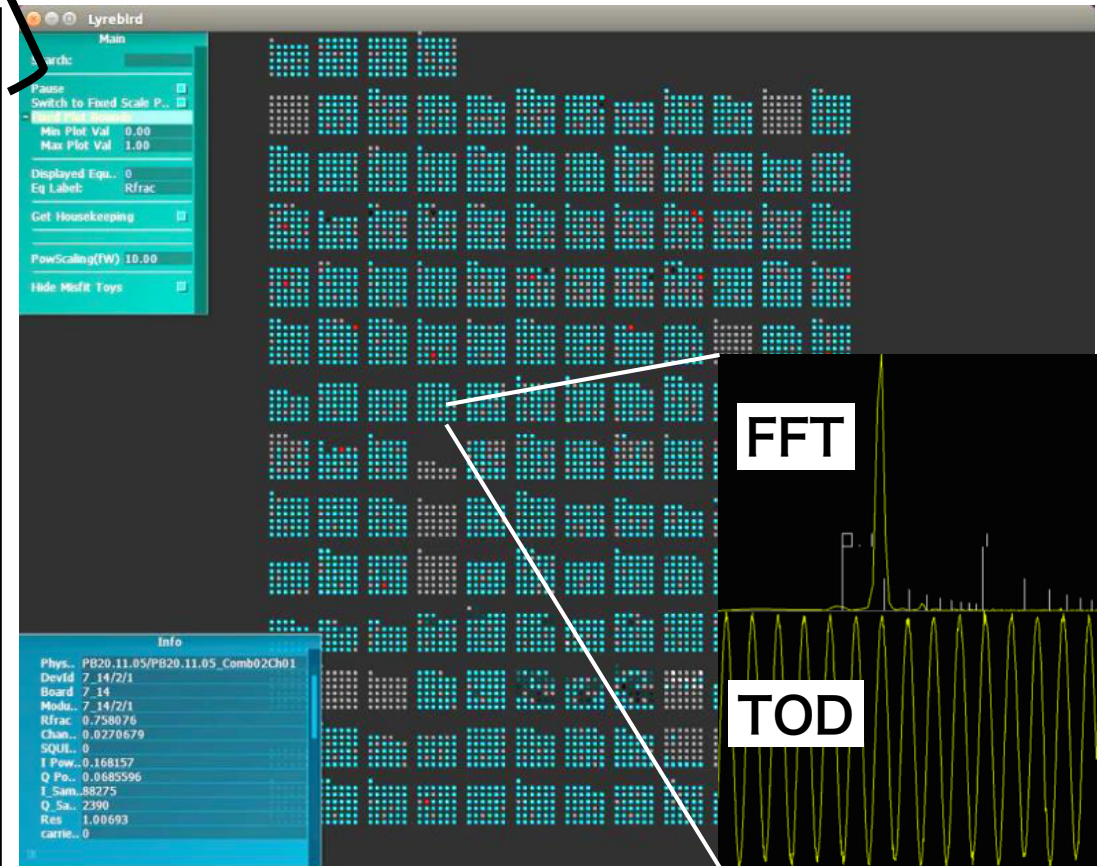 Lyrebird
Main
Pause
Switch to Fixed Scale P..
Fixed Plot Bounds
Min Plot Val 0.00
Max Plot Val 1.00
Displayed Equ.. 0
Eq Label: Rfrac
Get Housekeeping
PowScaling(fW) 10.00
Hide Misfit Toys
FFT
TOD
Info
Phys.. PB20.11.05/PB20.11.05_Comb02Ch01
DevId 7_14/2/1
Board 7_14
Modu.. 7_14/2/1
Rfrac 0.758076
Chan.. 0.0270679
SQUI.. 0
I Pow.. 0.168157
Q Po.. 0.0685596
I_Sam.. 88275
Q_Sa.. 2390
Res 1.00693
carrie.. 0